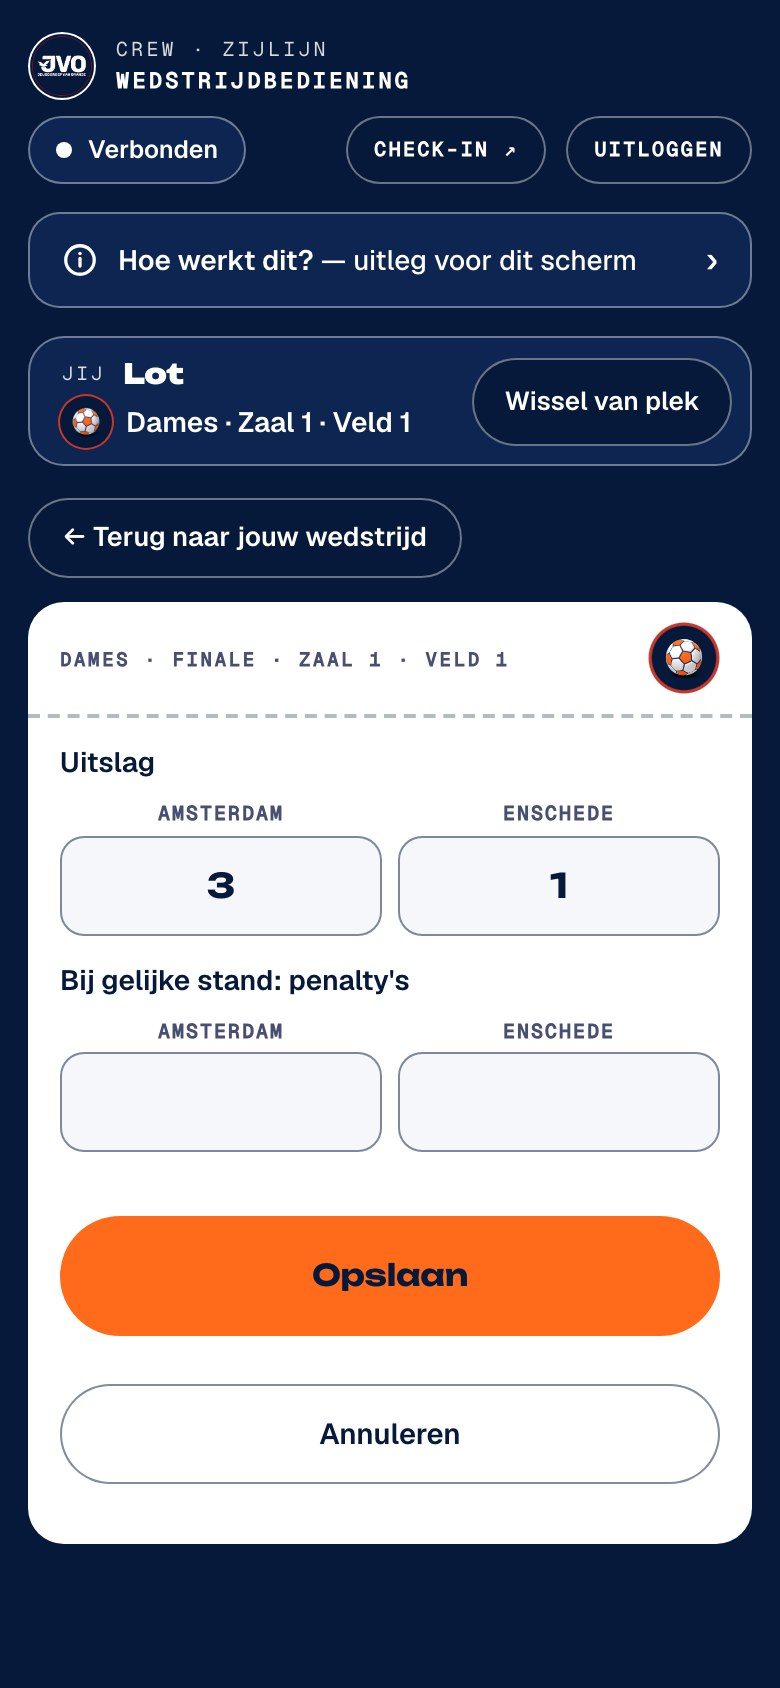 JVO
CREW · ZIJLIJN
WEDSTRIJDBEDIENING
Verbonden
CHECK-IN ↗
UITLOGGEN
Hoe werkt dit? — uitleg voor dit scherm ›
JIJ Lot
Dames · Zaal 1 · Veld 1
Wissel van plek
← Terug naar jouw wedstrijd
DAMES · FINALE · ZAAL 1 · VELD 1
Uitslag
AMSTERDAM ENSCHEDE
3 1
Bij gelijke stand: penalty's
AMSTERDAM ENSCHEDE
Opslaan
Annuleren